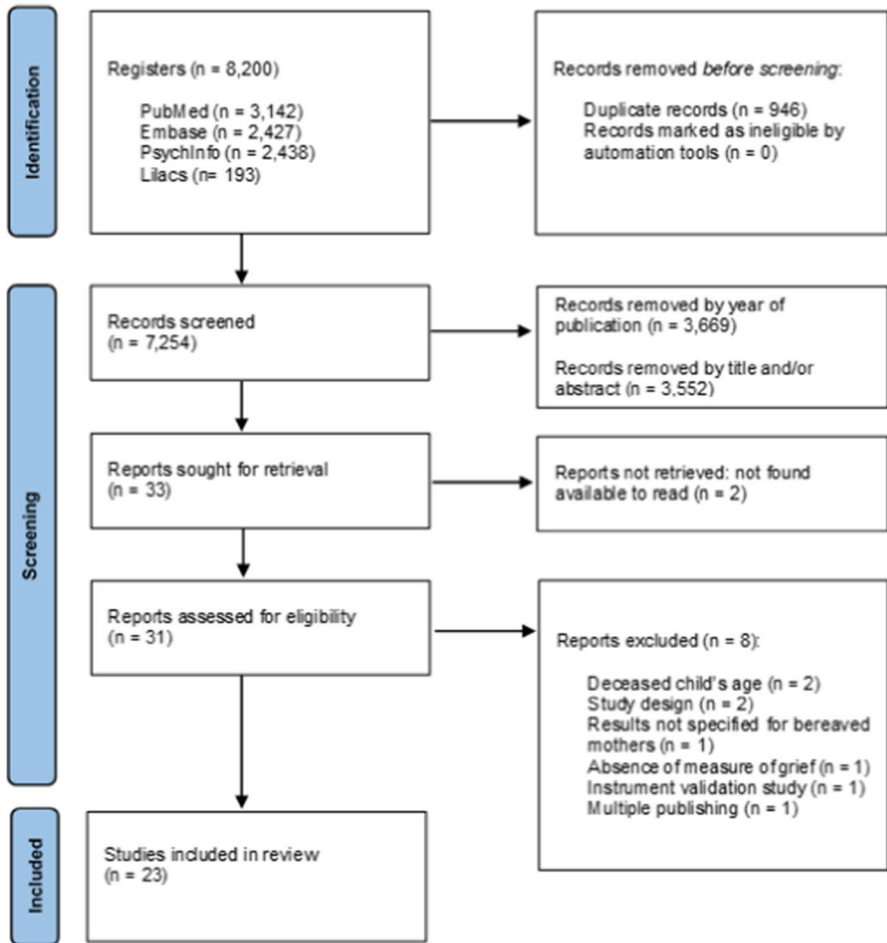 Identification
Registers (n = 8,200)
PubMed (n = 3,142)
Embase (n = 2,427)
PsychInfo (n = 2,438)
Lilacs (n= 193)
Records removed before screening:
Duplicate records (n = 946)
Records marked as ineligible by
automation tools (n = 0)
Screening
Records screened
(n = 7,254)
Records removed by year of
publication (n = 3,669)
Records removed by title and/or
abstract (n = 3,552)
Reports sought for retrieval
(n = 33)
Reports not retrieved: not found
available to read (n = 2)
Reports assessed for eligibility
(n = 31)
Reports excluded (n = 8):
Deceased child's age (n = 2)
Study design (n = 2)
Results not specified for bereaved
mothers (n = 1)
Absence of measure of grief (n = 1)
Instrument validation study (n = 1)
Multiple publishing (n = 1)
Included
Studies included in review
(n = 23)